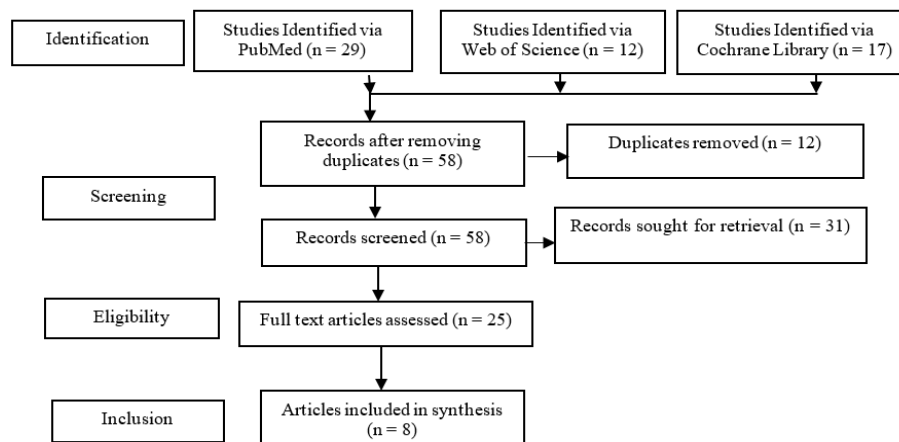 Identification
Studies Identified via
PubMed (n = 29)
Studies Identified via
Web of Science (n = 12)
Studies Identified via
Cochrane Library (n = 17)
Records after removing
duplicates (n = 58)
Duplicates removed (n = 12)
Screening
Records screened (n = 58)
Records sought for retrieval (n = 31)
Eligibility
Full text articles assessed (n = 25)
Inclusion
Articles included in synthesis
(n = 8)